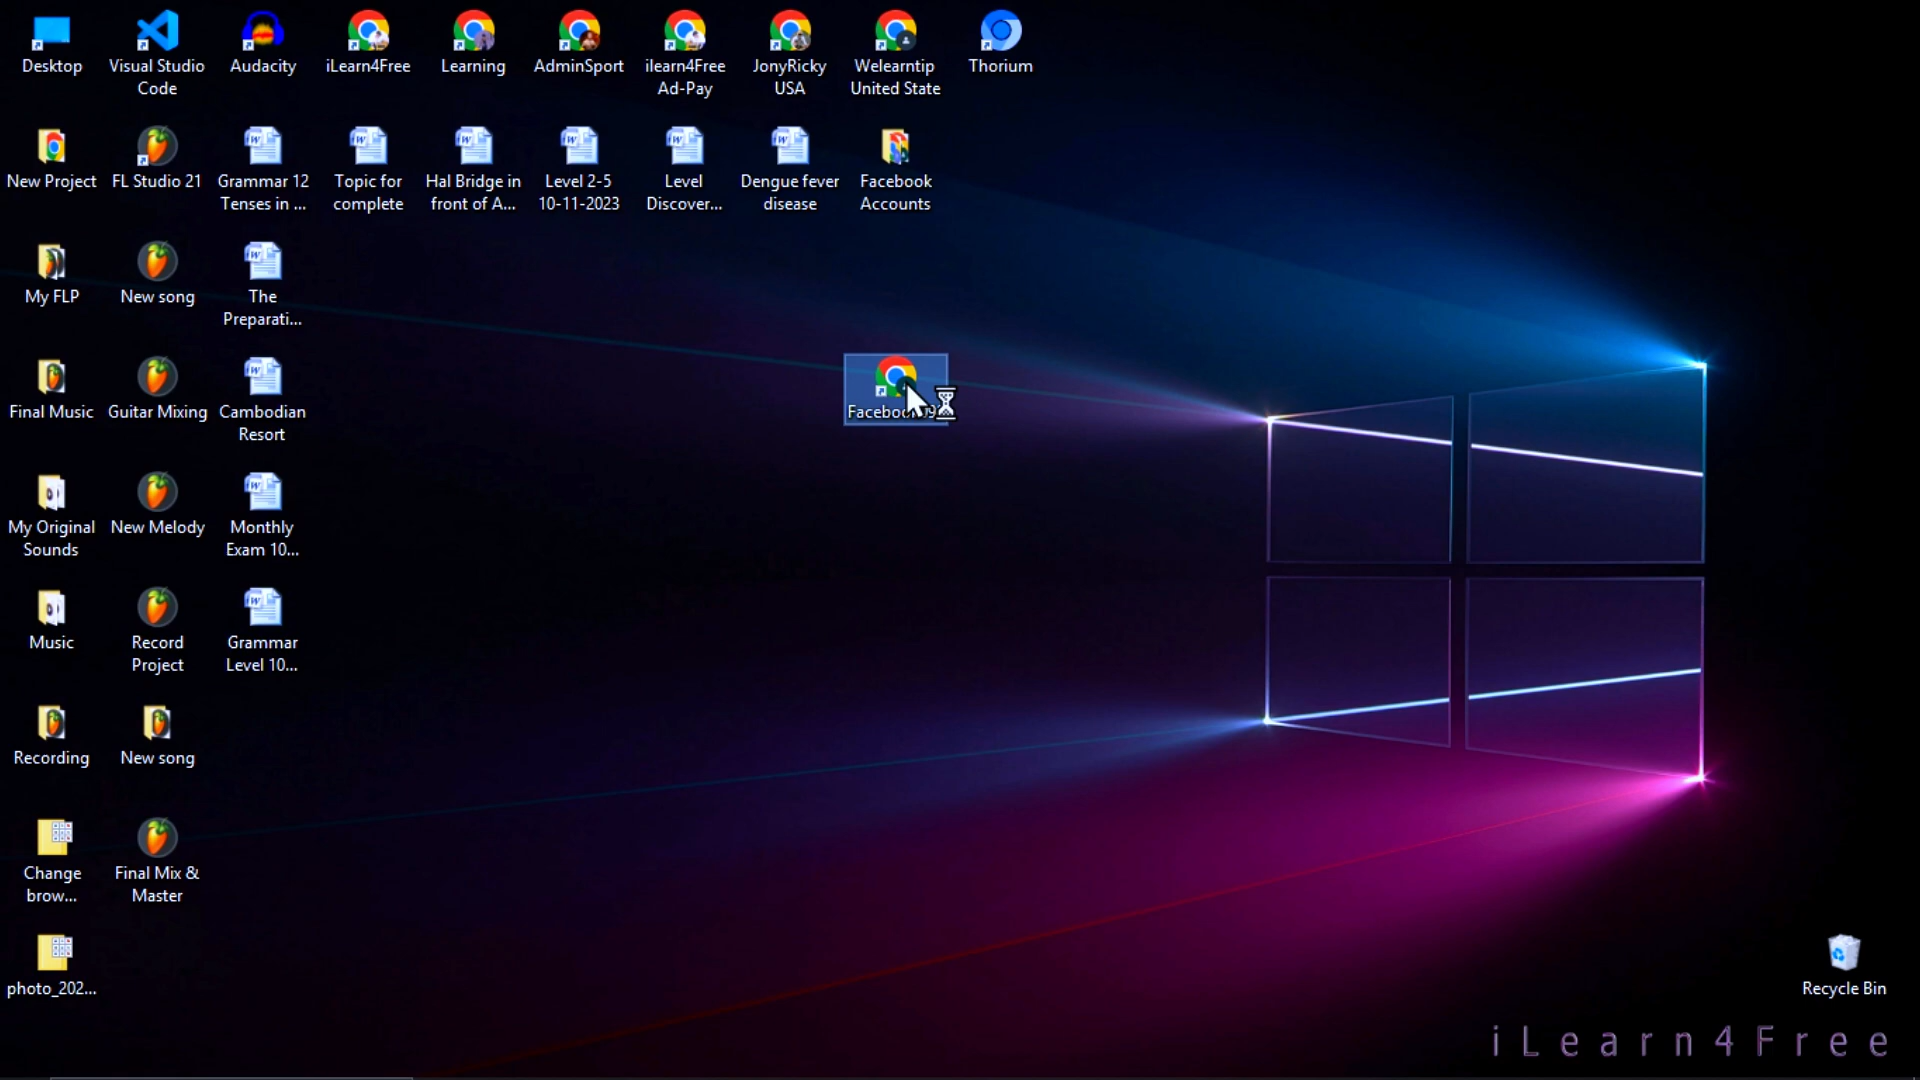 Desktop
Visual Studio
Code
Audacity
iLearn4Free
Learning
AdminSport
ilearn4Free
Ad-Pay
JonyRicky
USA
Welearntip
United State
Thorium
New Project
FL Studio 21
Grammar 12
Tenses in ...
Topic for
complete
Hal Bridge in
front of A...
Level 2-5
10-11-2023
Level
Discover...
Dengue fever
disease
Facebook
Accounts
My FLP
New song
The
Preparati...
Final Music
Guitar Mixing
Cambodian
Resort
My Original
Sounds
New Melody
Monthly
Exam 10...
Music
Record
Project
Grammar
Level 10...
Recording
New song
Change
brow...
Final Mix &
Master
photo_202...
Recycle Bin
iLearn4Free